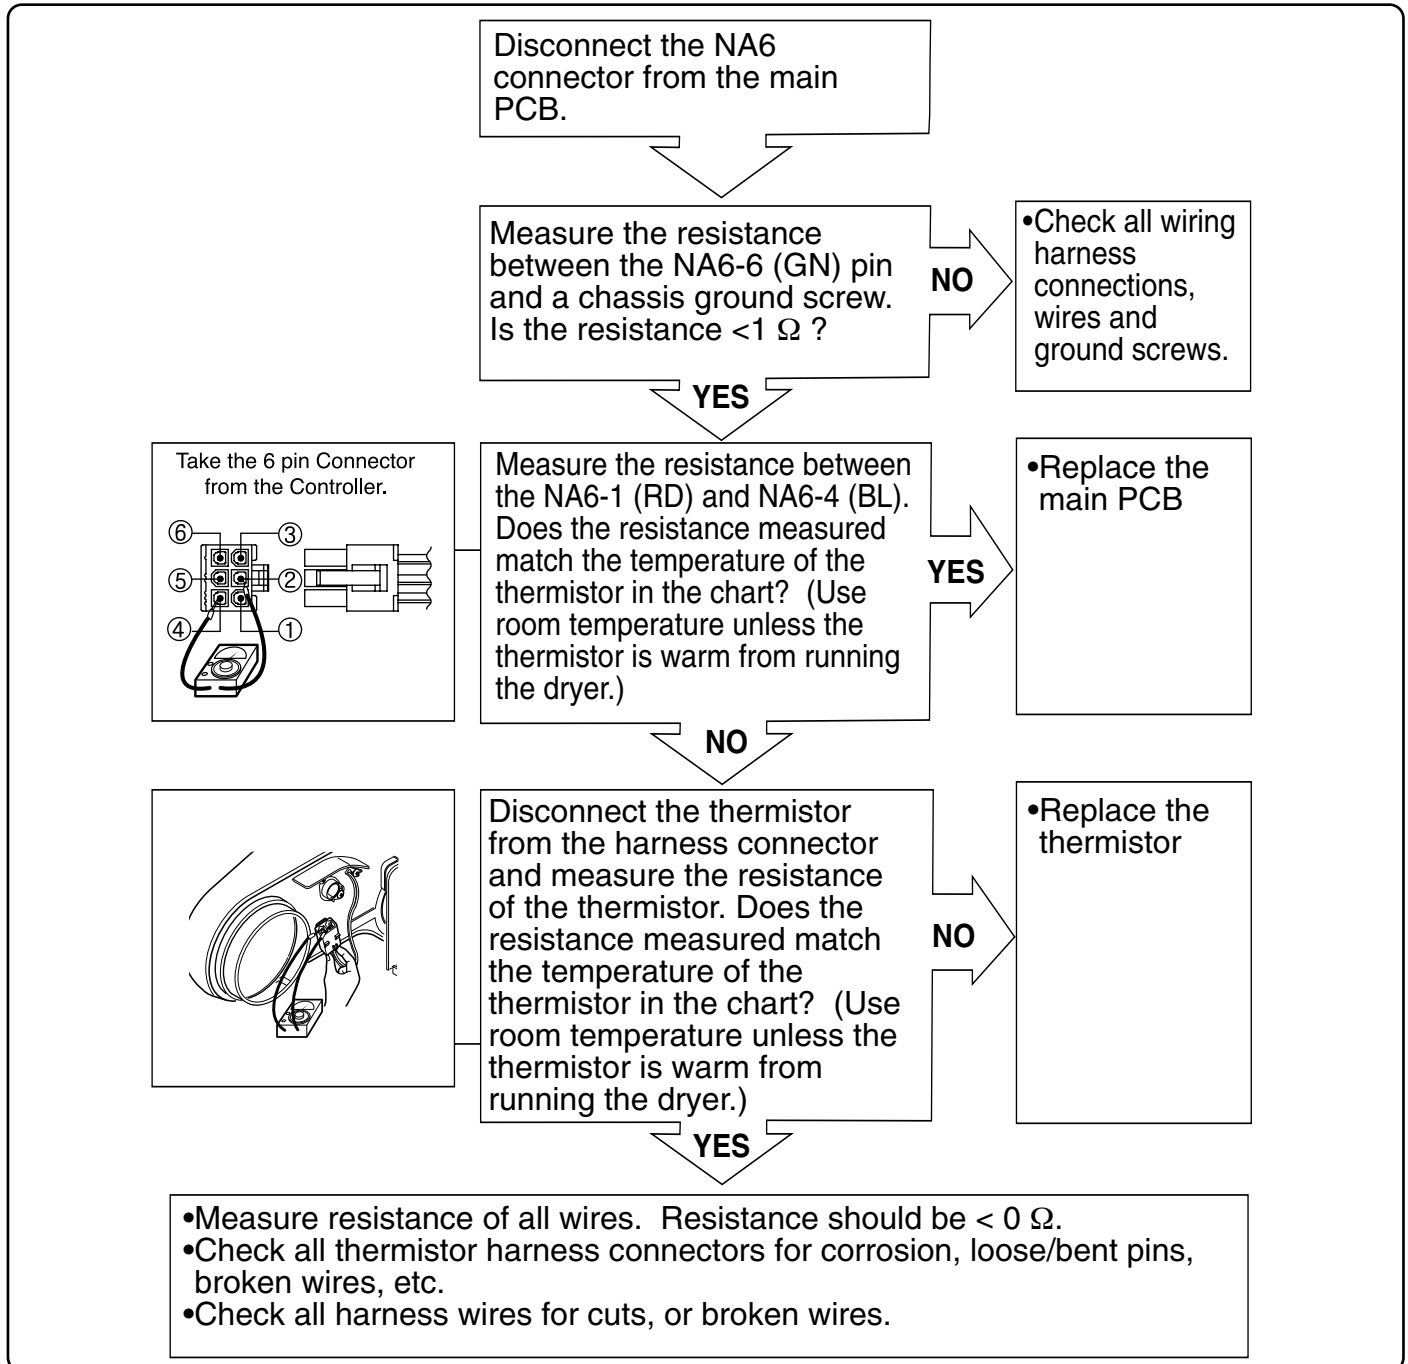 Disconnect the NA6
connector from the main
PCB.
Measure the resistance
between the NA6-6 (GN) pin
and a chassis ground screw.
Is the resistance <1 Ω ?
NO
•Check all wiring
harness
connections,
wires and
ground screws.
YES
Take the 6 pin Connector
from the Controller.
⑥
③
⑤
②
④
①
Measure the resistance between
the NA6-1 (RD) and NA6-4 (BL).
Does the resistance measured
match the temperature of the
thermistor in the chart? (Use
room temperature unless the
thermistor is warm from running
the dryer.)
YES
•Replace the
main PCB
NO
Disconnect the thermistor
from the harness connector
and measure the resistance
of the thermistor. Does the
resistance measured match
the temperature of the
thermistor in the chart? (Use
room temperature unless the
thermistor is warm from
running the dryer.)
NO
•Replace the
thermistor
YES
•Measure resistance of all wires. Resistance should be < 0 Ω.
•Check all thermistor harness connectors for corrosion, loose/bent pins,
broken wires, etc.
•Check all harness wires for cuts, or broken wires.